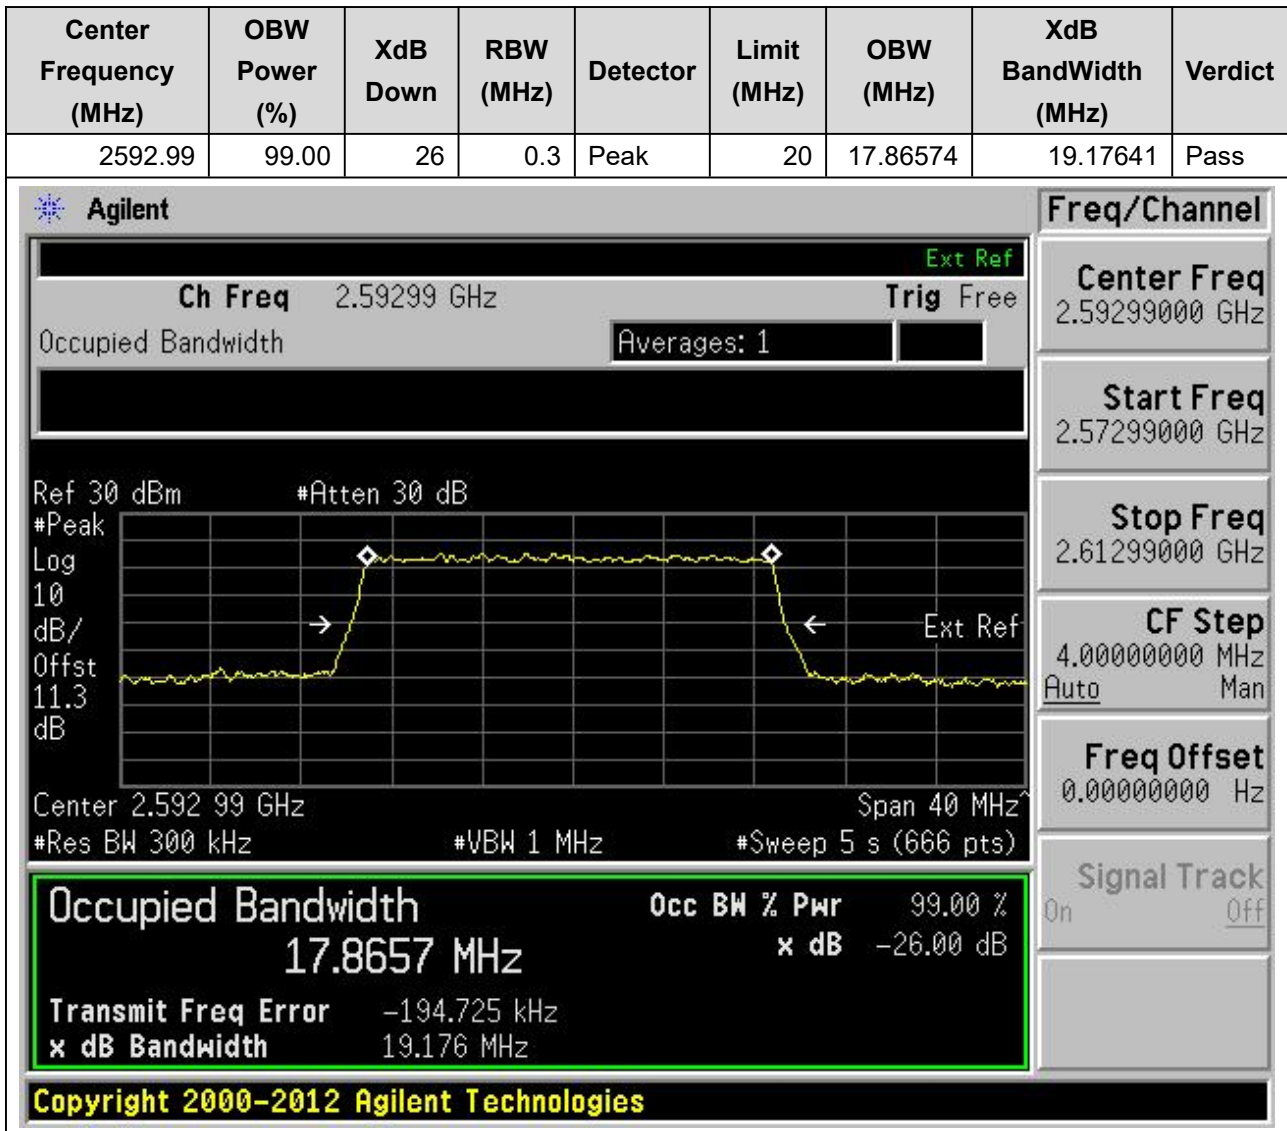 Center Frequency (MHz) OBW Power (%) XdB Down RBW (MHz) Detector Limit (MHz) OBW (MHz) XdB BandWidth (MHz) Verdict
2592.99 99.00 26 0.3 Peak 20 17.86574 19.17641 Pass
Agilent
Freq/Channel
Ext Ref
Ch Freq 2.59299 GHz Trig Free
Occupied Bandwidth Averages: 1
Center Freq
2.59299000 GHz
Start Freq
2.57299000 GHz
Stop Freq
2.61299000 GHz
CF Step
4.00000000 MHz
Auto Man
Freq Offset
0.00000000 Hz
Signal Track
On Off
Ref 30 dBm #Atten 30 dB
#Peak
Log
10
dB/
Offst
11.3
dB
Ext Ref
Center 2.592 99 GHz Span 40 MHz^
#Res BW 300 kHz #VBW 1 MHz #Sweep 5 s (666 pts)
Occupied Bandwidth Occ BW % Pwr 99.00 %
17.8657 MHz x dB -26.00 dB
Transmit Freq Error -194.725 kHz
x dB Bandwidth 19.176 MHz
Copyright 2000-2012 Agilent Technologies